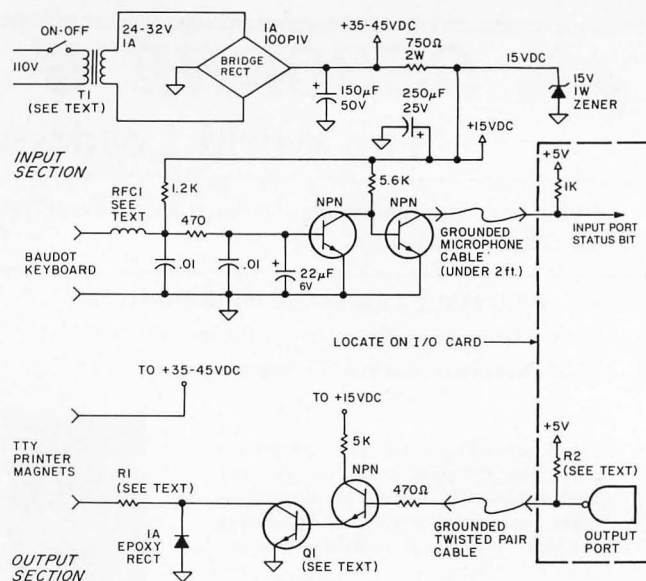 ON-OFF
110V
T1
(SEE TEXT)
24-32V
1A
BRIDGE
RECT
1A
100PIV
+35-45VDC
750Ω
2W
15VDC
+
150µF
50V
250µF
25V
+
15V
1W
ZENER
+15VDC
INPUT
SECTION
RFC1
SEE
TEXT
1.2K
470
5.6K
NPN
NPN
+5V
1K
INPUT PORT
STATUS BIT
BAUDOT
KEYBOARD
.01
.01
+
22µF
6V
GROUNDED
MICROPHONE
CABLE
(UNDER 2ft.)
LOCATE ON I/O CARD
TO +35-45VDC
TO +15VDC
TTY
PRINTER
MAGNETS
R1
(SEE TEXT)
5K
NPN
470Ω
+5V
R2
(SEE TEXT)
1A
EPOXY
RECT
Q1
(SEE TEXT)
GROUNDED
TWISTED PAIR
CABLE
OUTPUT
PORT
OUTPUT
SECTION